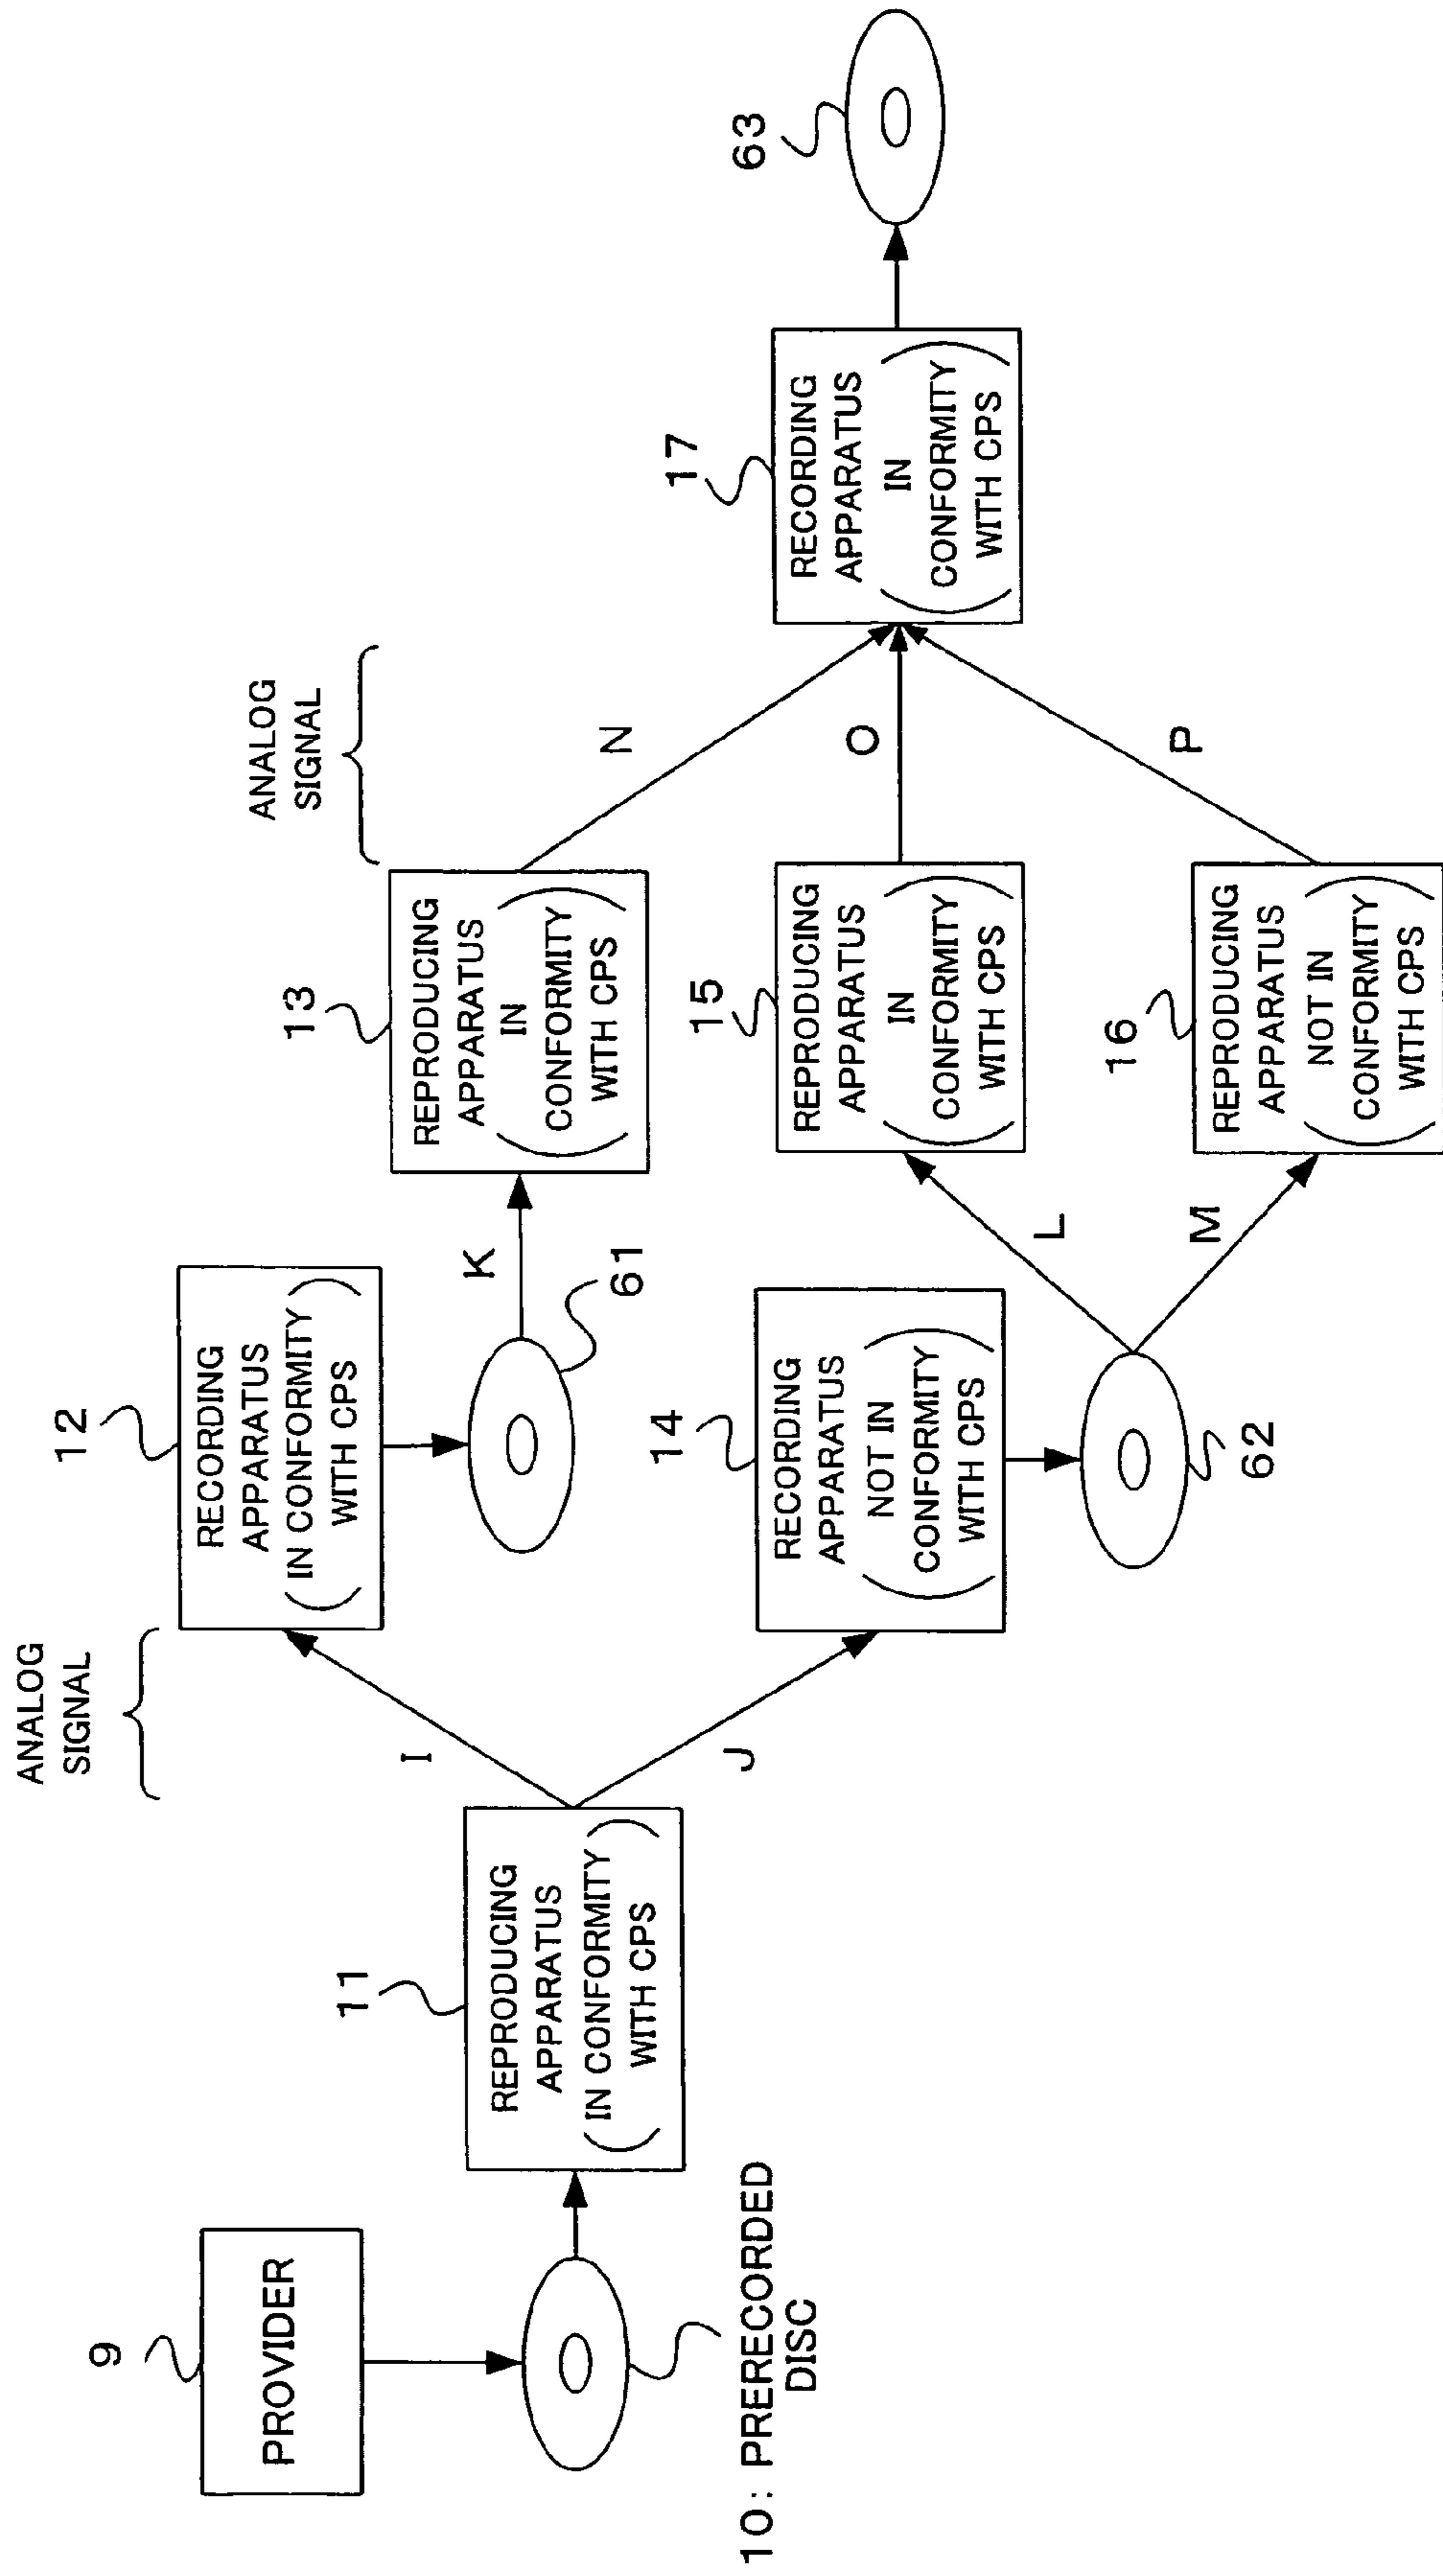 9
PROVIDER
10: PRERECORDED
DISC
11
REPRODUCING
APPARATUS
(IN CONFORMITY
WITH CPS)
ANALOG
SIGNAL
I
J
12
RECORDING
APPARATUS
(IN CONFORMITY
WITH CPS)
61
K
14
RECORDING
APPARATUS
(NOT IN
CONFORMITY
WITH CPS)
62
L
M
13
REPRODUCING
APPARATUS
(IN
CONFORMITY
WITH CPS)
15
REPRODUCING
APPARATUS
(IN
CONFORMITY
WITH CPS)
16
REPRODUCING
APPARATUS
(NOT IN
CONFORMITY
WITH CPS)
ANALOG
SIGNAL
N
O
P
17
RECORDING
APPARATUS
(IN
CONFORMITY
WITH CPS)
63